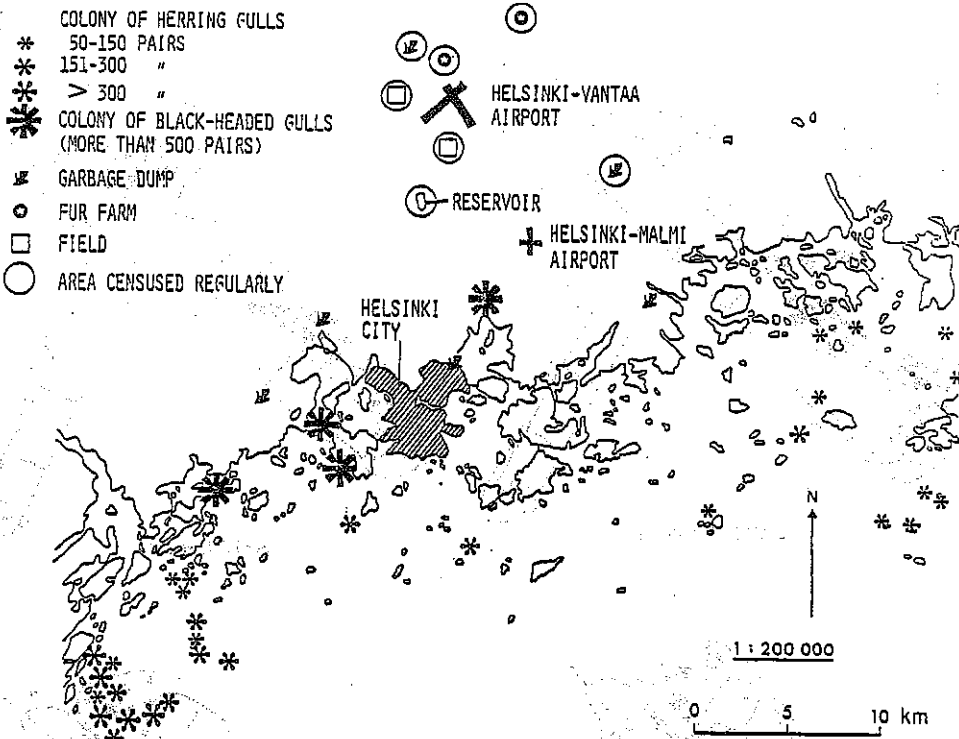 COLONY OF HERRING GULLS
50-150 PAIRS
151-300 "
> 300 "
COLONY OF BLACK-HEADED GULLS
(MORE THAN 500 PAIRS)
GARBAGE DUMP
FUR FARM
FIELD
AREA CENSUSED REGULARLY
HELSINKI-VANTAA
AIRPORT
RESERVOIR
HELSINKI-MALMI
AIRPORT
HELSINKI
CITY
N
1 : 200 000
0 5 10 km